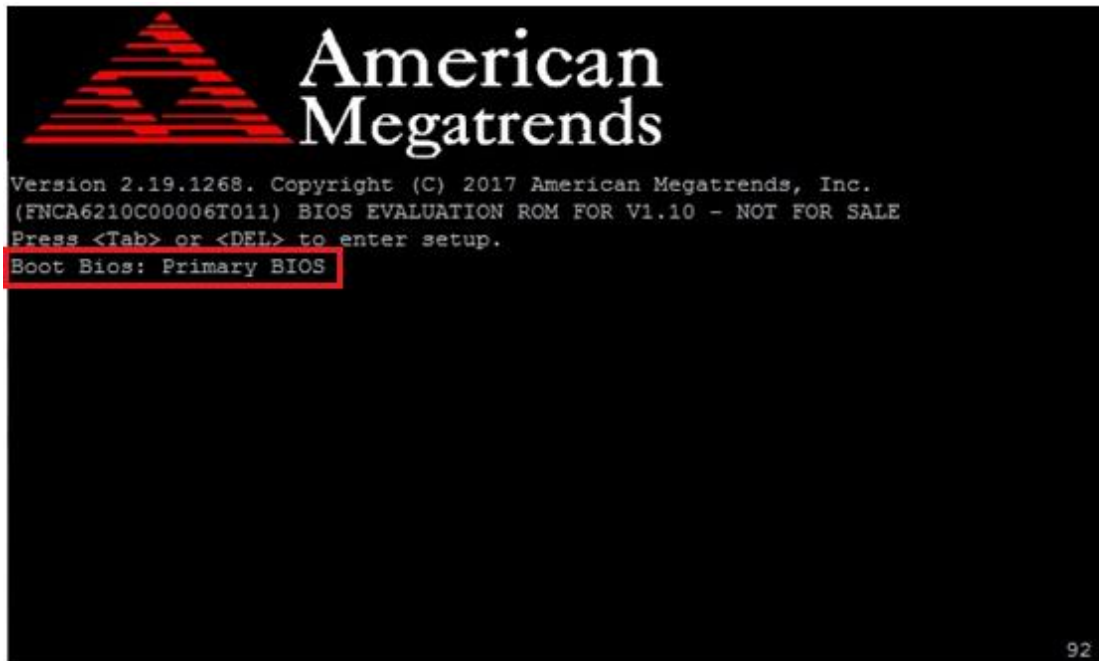 American
Megatrends
Version 2.19.1268. Copyright (C) 2017 American Megatrends, Inc.
(FNCA6210C00006T011) BIOS EVALUATION ROM FOR V1.10 - NOT FOR SALE
Press <Tab> or <DEL> to enter setup.
Boot Bios: Primary BIOS
92